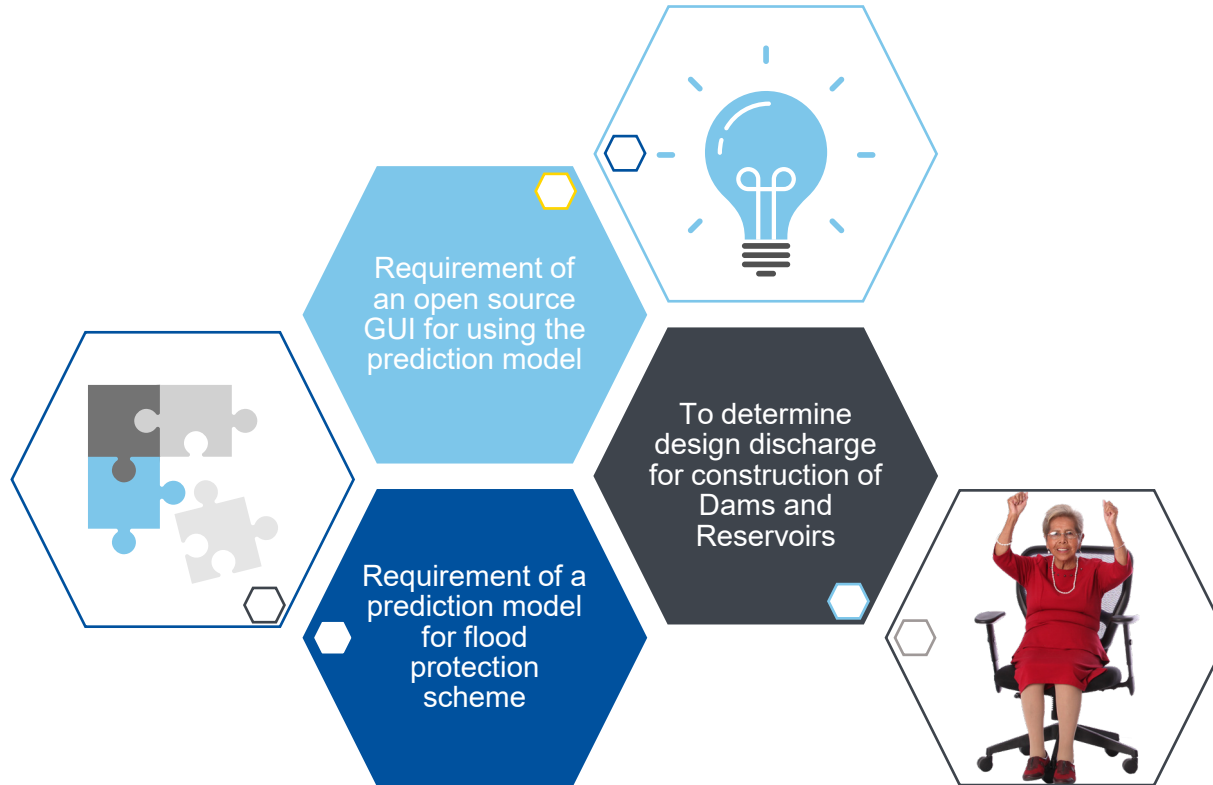 Requirement of
an open source
GUI for using the
prediction model
To determine
design discharge
for construction of
Dams and
Reservoirs
Requirement of a
prediction model
for flood
protection
scheme